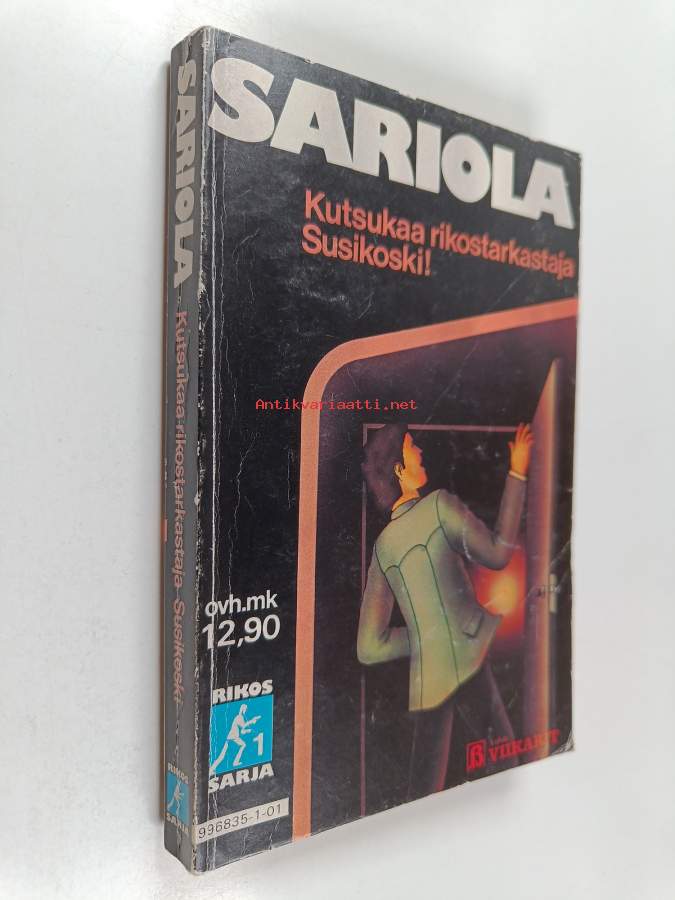 SARIOLA
Kutsukaa rikostarkastaja
Susikoski!
Antikvariaatti.net
ovh.mk
12,90
RIKOS
1
SARJA
996835-1-01
VIIKARIT
SARIOLA Kutsukaa rikostarkastaja Susikoski
RIKOS
SARJA